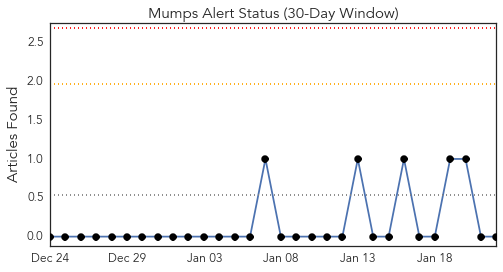 Mumps Alert Status (30-Day Window)
Articles Found
2.5
2.0
1.5
1.0
0.5
0.0
Dec 24 Dec 29 Jan 03 Jan 08 Jan 13 Jan 18